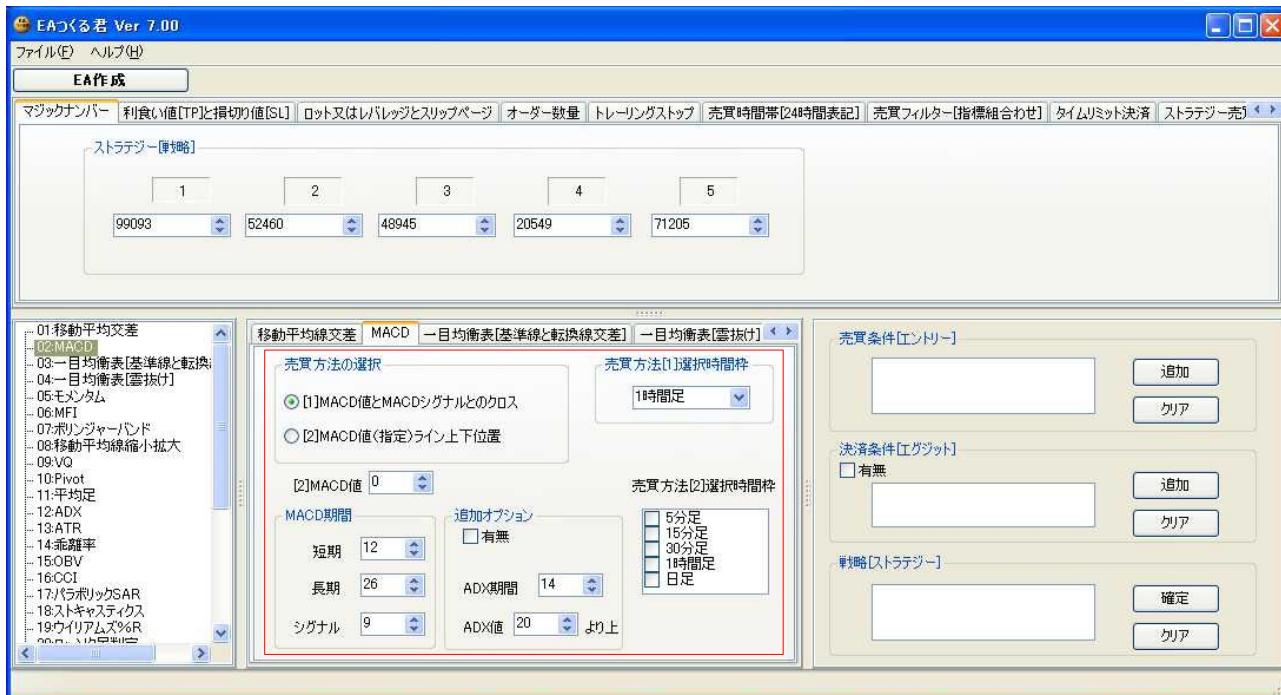 EAつくる君 Ver 7.00
ファイル(F) ヘルプ(H)
EA作成
マジックナンバー 利食い値[TP]と損切り値[SL] ロット又はレバレッジとスリップページ オーダー数量 トレーリングストップ 売買時間帯[24時間表記] 売買フィルター[指標組合わせ] タイムリミット決済 ストラテジー売
ストラテジー[戦略]
1 2 3 4 5
99093 52460 48945 20549 71205
01:移動平均交差
02:MACD
03:一目均衡表[基準線と転換
04:一目均衡表[雲抜け]
05:モメンタム
06:MFI
07:ボリンジャーバンド
08:移動平均線縮小拡大
09:VQ
10:Pivot
11:平均足
12:ADX
13:ATR
14:乖離率
15:OBV
16:CCI
17:パラボリックSAR
18:ストキャスティクス
19:ウイリアムズ%R
移動平均線交差 MACD 一目均衡表[基準線と転換線交差] 一目均衡表[雲抜け]
売買方法の選択
[1]MACD値とMACDシグナルとのクロス
[2]MACD値(指定)ライン上下位置
売買方法[1]選択時間枠
1時間足
[2]MACD値 0
MACD期間
短期 12
長期 26
シグナル 9
追加オプション
有無
ADX期間 14
ADX値 20 より上
売買方法[2]選択時間枠
5分足
15分足
30分足
1時間足
日足
売買条件[エントリー]
追加
クリア
決済条件[エグジット]
有無
追加
クリア
戦略[ストラテジー]
確定
クリア